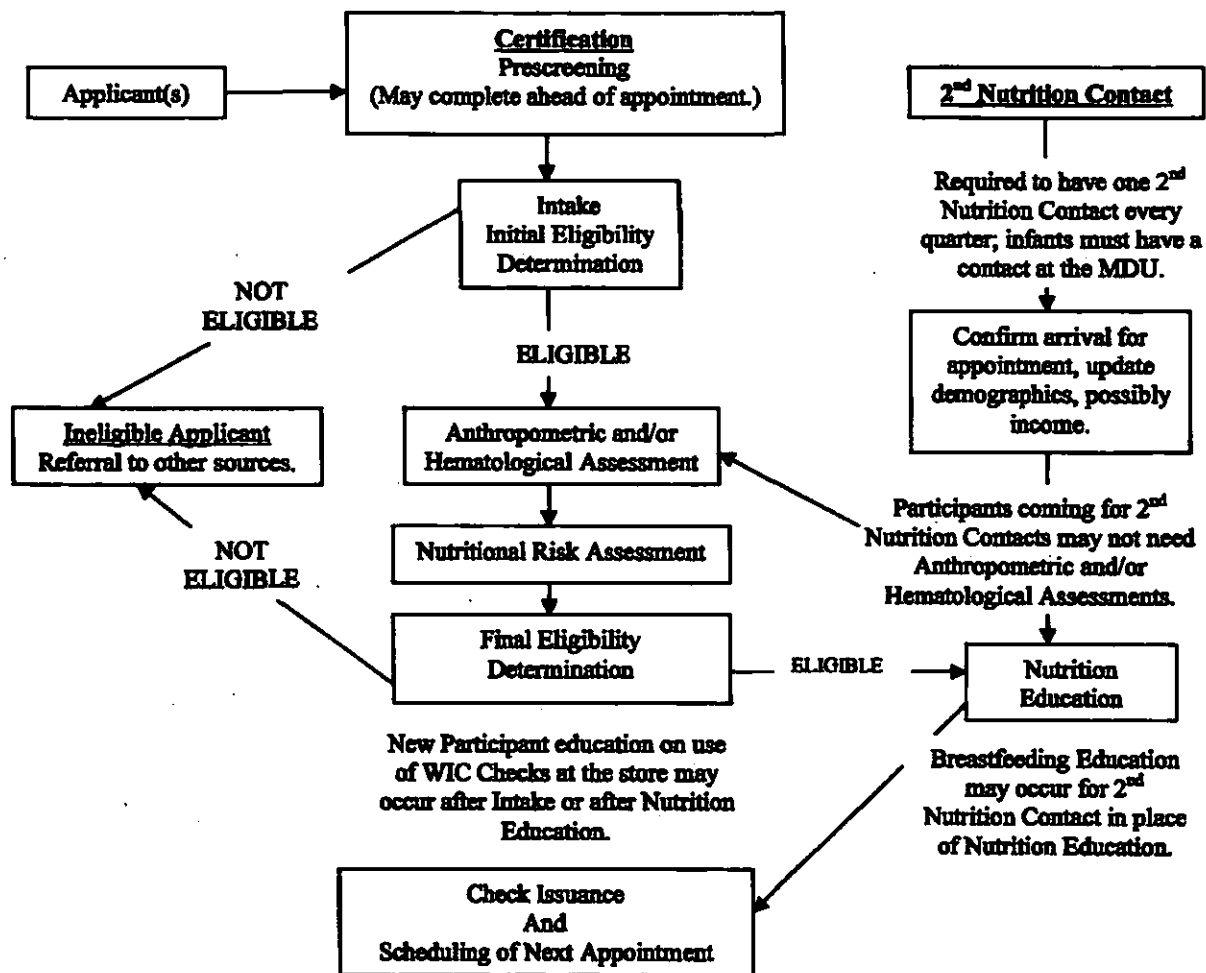 Certification
Prescreening
(May complete ahead of appointment.)
Applicant(s)
2nd Nutrition Contact
Intake
Initial Eligibility
Determination
Required to have one 2nd
Nutrition Contact every
quarter; infants must have a
contact at the MDU.
NOT
ELIGIBLE
ELIGIBLE
Confirm arrival for
appointment, update
demographics, possibly
income.
Ineligible Applicant
Referral to other sources.
Anthropometric and/or
Hematological Assessment
Participants coming for 2nd
Nutrition Contacts may not need
Anthropometric and/or
Hematological Assessments.
NOT
ELIGIBLE
Nutritional Risk Assessment
Final Eligibility
Determination
ELIGIBLE
Nutrition
Education
New Participant education on use
of WIC Checks at the store may
occur after Intake or after Nutrition
Education.
Breastfeeding Education
may occur for 2nd
Nutrition Contact in place
of Nutrition Education.
Check Issuance
And
Scheduling of Next Appointment